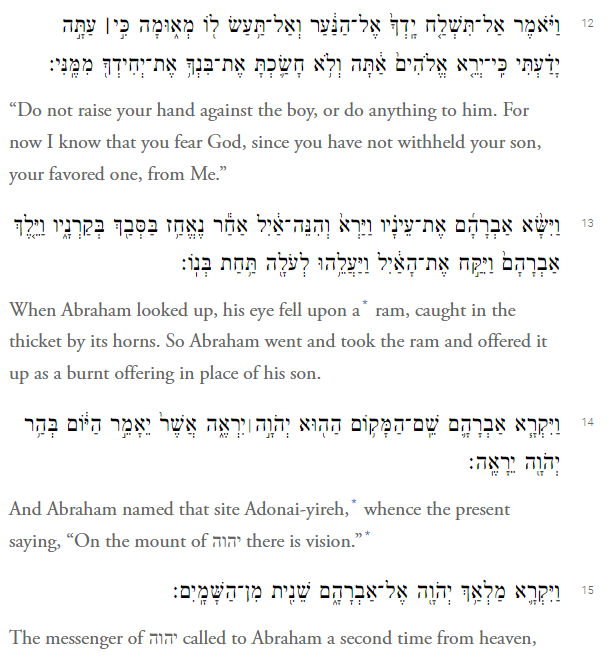 12
וַיֹּ֗אמֶר אַל־תִּשְׁלַ֤ח יָֽדְךָ֙ אֶל־הַנַּ֔עַר וְאַל־תַּ֥עַשׂ ל֖וֹ מְא֑וּמָה כִּ֣י׀ עַתָּ֣ה
יָדַ֗עְתִּי כִּֽי־יְרֵ֤א אֱלֹהִים֙ אַ֔תָּה וְלֹ֥א חָשַׂ֛כְתָּ אֶת־בִּנְךָ֥ אֶת־יְחִידְךָ֖ מִמֶּֽנִּי׃
“Do not raise your hand against the boy, or do anything to him. For
now I know that you fear God, since you have not withheld your son,
your favored one, from Me.”
13
וַיִּשָּׂ֨א אַבְרָהָ֜ם אֶת־עֵינָ֗יו וַיַּרְא֙ וְהִנֵּה־אַ֔יִל אַחַ֕ר נֶאֱחַ֥ז בַּסְּבַ֖ךְ בְּקַרְנָ֑יו וַיֵּ֤לֶךְ
אַבְרָהָם֙ וַיִּקַּ֣ח אֶת־הָאַ֔יִל וַיַּעֲלֵ֥הוּ לְעֹלָ֖ה תַּ֥חַת בְּנֽוֹ׃
When Abraham looked up, his eye fell upon a* ram, caught in the
thicket by its horns. So Abraham went and took the ram and offered it
up as a burnt offering in place of his son.
14
וַיִּקְרָ֧א אַבְרָהָ֛ם שֵֽׁם־הַמָּק֥וֹם הַה֖וּא יְהֹוָ֣ה׀ יִרְאֶ֑ה אֲשֶׁר֙ יֵאָמֵ֣ר הַיּ֔וֹם בְּהַ֥ר
יְהֹוָ֖ה יֵרָאֶֽה׃
And Abraham named that site Adonai-yireh,* whence the present
saying, “On the mount of יהוה there is vision.”*
15
וַיִּקְרָ֛א מַלְאַ֥ךְ יְהֹוָ֖ה אֶל־אַבְרָהָ֑ם שֵׁנִ֖ית מִן־הַשָּׁמָֽיִם׃
The messenger of יהוה called to Abraham a second time from heaven,